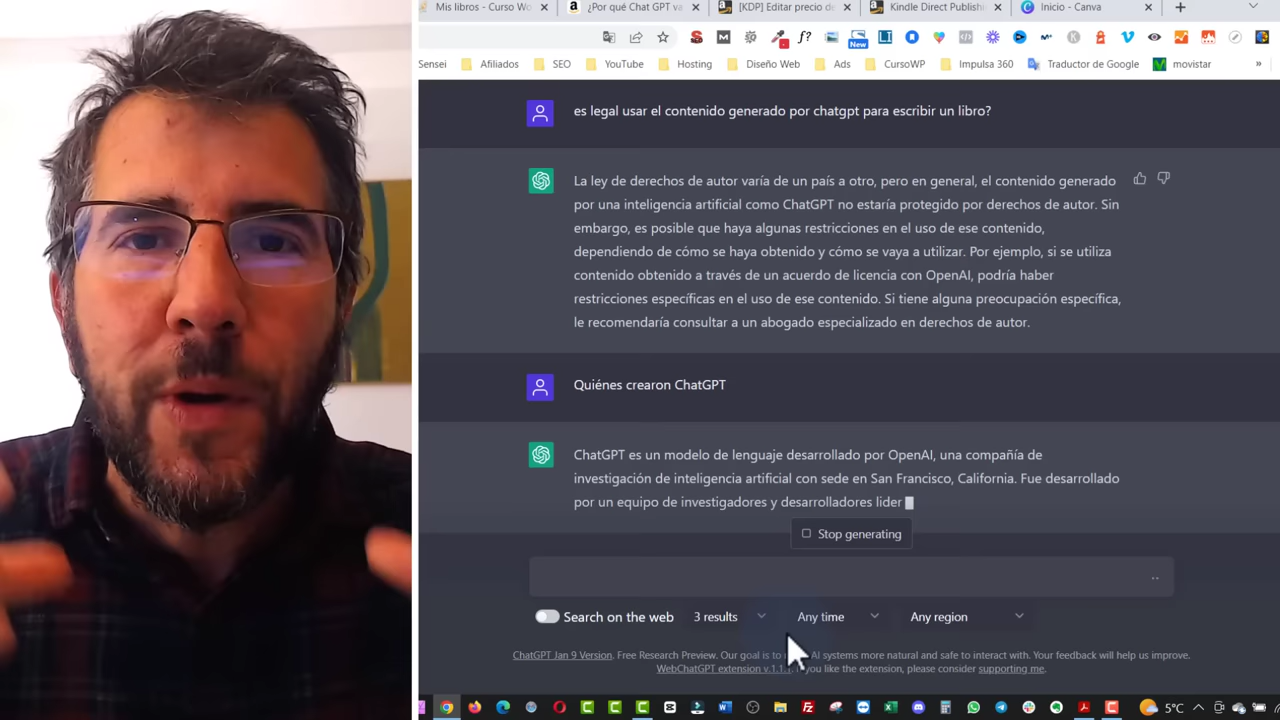 Mis libros - Curso Wo
¿Por qué Chat GPT va
[KDP] Editar precio de
Kindle Direct Publishin
Inicio - Canva
New
Sensei
Afiliados
SEO
YouTube
Hosting
Diseño Web
Ads
CursoWP
Impulsa 360
Traductor de Google
movistar
»
es legal usar el contenido generado por chatgpt para escribir un libro?
La ley de derechos de autor varía de un país a otro, pero en general, el contenido generado
por una inteligencia artificial como ChatGPT no estaría protegido por derechos de autor. Sin
embargo, es posible que haya algunas restricciones en el uso de ese contenido,
dependiendo de cómo se haya obtenido y cómo se vaya a utilizar. Por ejemplo, si se utiliza
contenido obtenido a través de un acuerdo de licencia con OpenAI, podría haber
restricciones específicas en el uso de ese contenido. Si tiene alguna preocupación específica,
le recomendaría consultar a un abogado especializado en derechos de autor.
Quiénes crearon ChatGPT
ChatGPT es un modelo de lenguaje desarrollado por OpenAI, una compañía de
investigación de inteligencia artificial con sede en San Francisco, California. Fue desarrollado
por un equipo de investigadores y desarrolladores lider
Stop generating
Search on the web
3 results
Any time
Any region
ChatGPT Jan 9 Version. Free Research Preview. Our goal is to AI systems more natural and safe to interact with. Your feedback will help us improve.
WebChatGPT extension v.1.1. you like the extension, please consider supporting me.
5°C